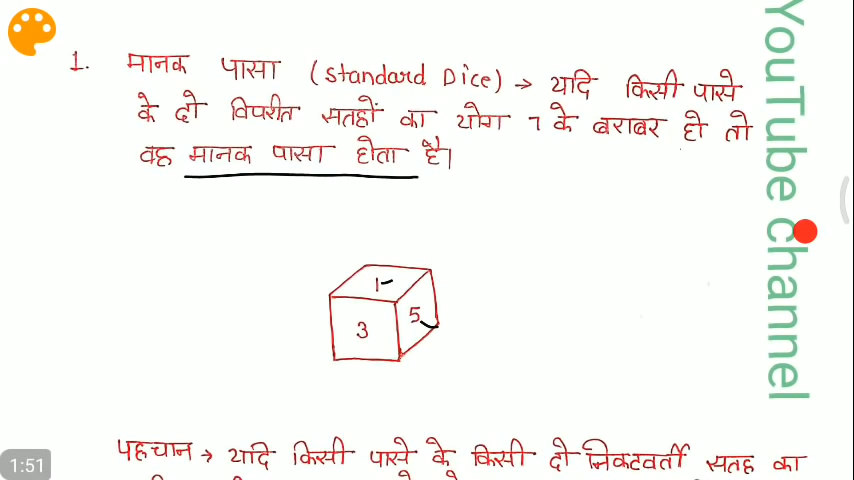 1. मानक पासा (Standard Dice) → यदि किसी पासे
के दो विपरीत सतहों का योग 7 के बराबर हो तो
वह मानक पासा होता है।
1
5
3
पहचान → यदि किसी पासे के किसी दो निकटवर्ती सतह का
1:51
YouTube channel